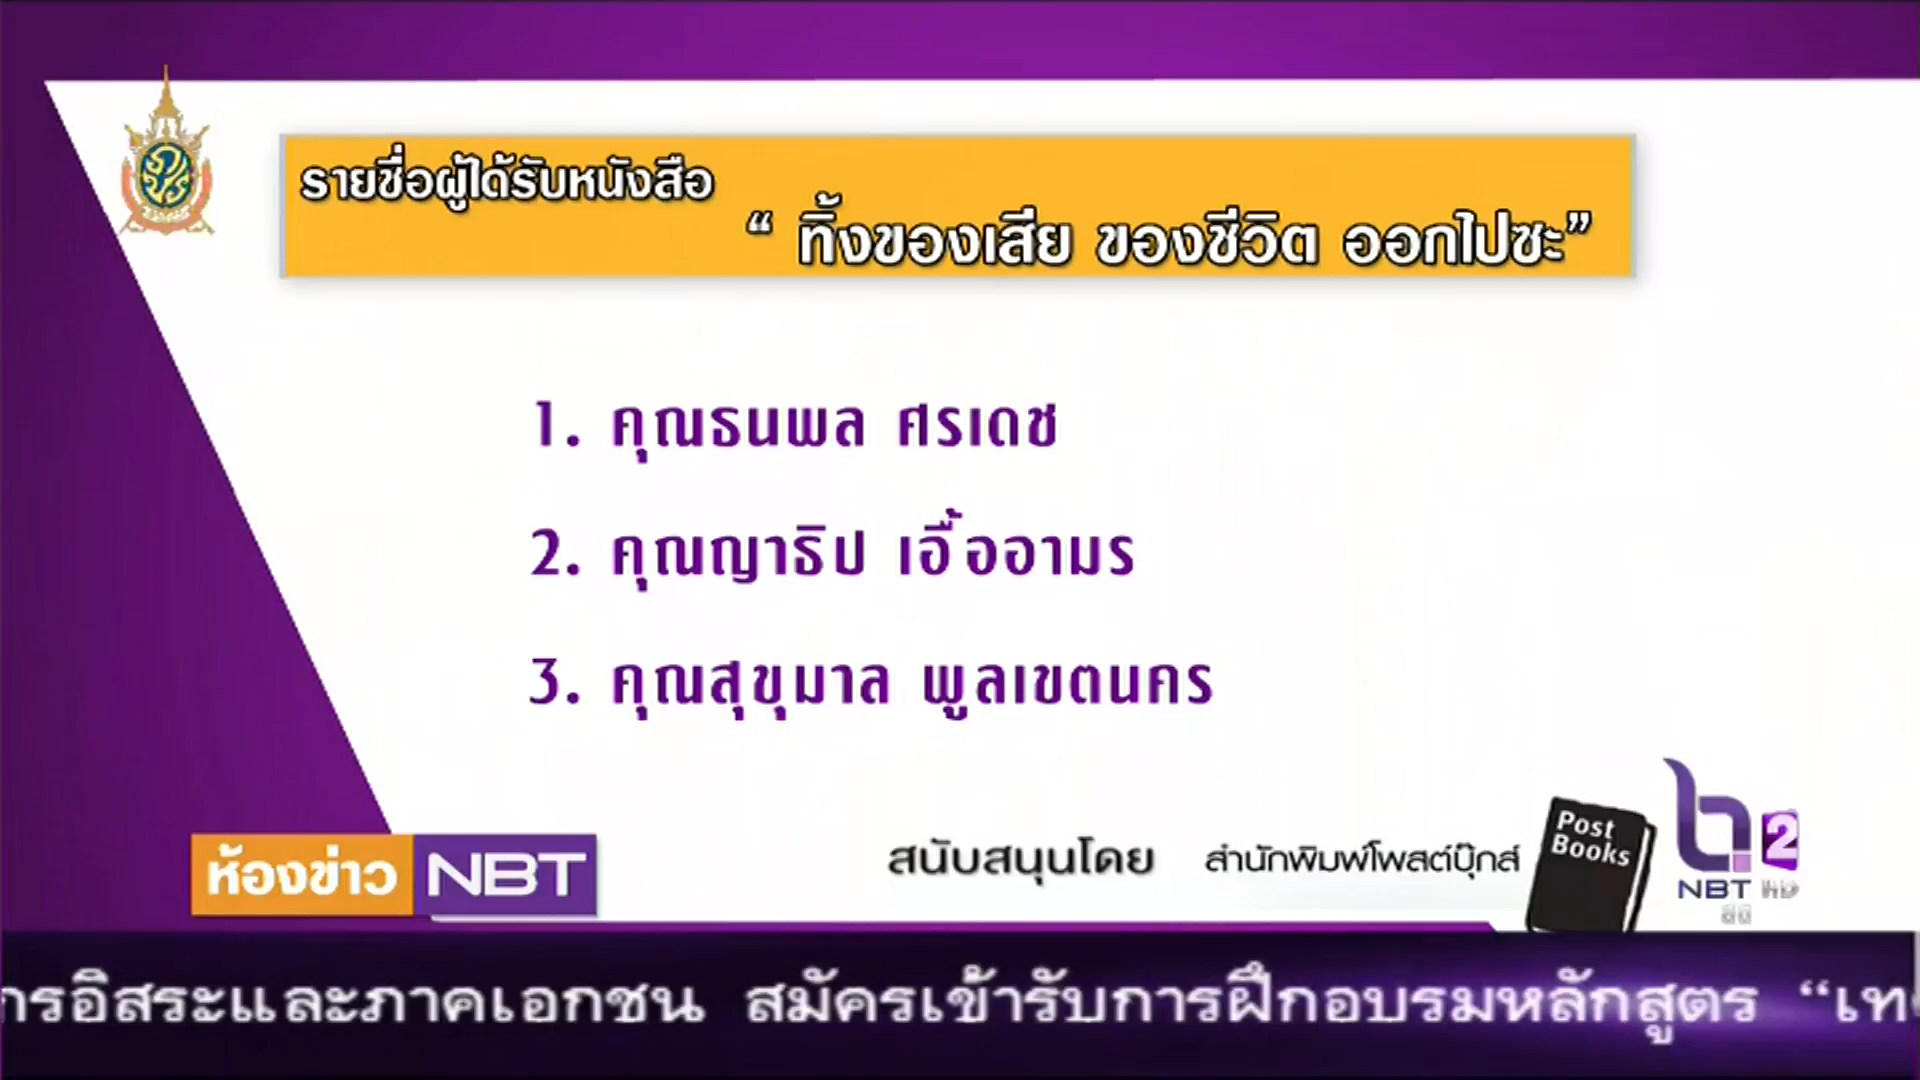 รายชื่อผู้ได้รับหนังสือ
“ ทิ้งของเสีย ของชีวิต ออกไปซะ”
1. คุณธนพล ศรเดช
2. คุณญาธิป เอื้ออามร
3. คุณสุขุมาล พูลเขตนคร
ห้องข่าว NBT
สนับสนุนโดย สำนักพิมพ์โพสต์บุ๊กส์
Post
Books
2
NBT HD
ารอิสระและภาคเอกชน สมัครเข้ารับการฝึกอบรมหลักสูตร “เท